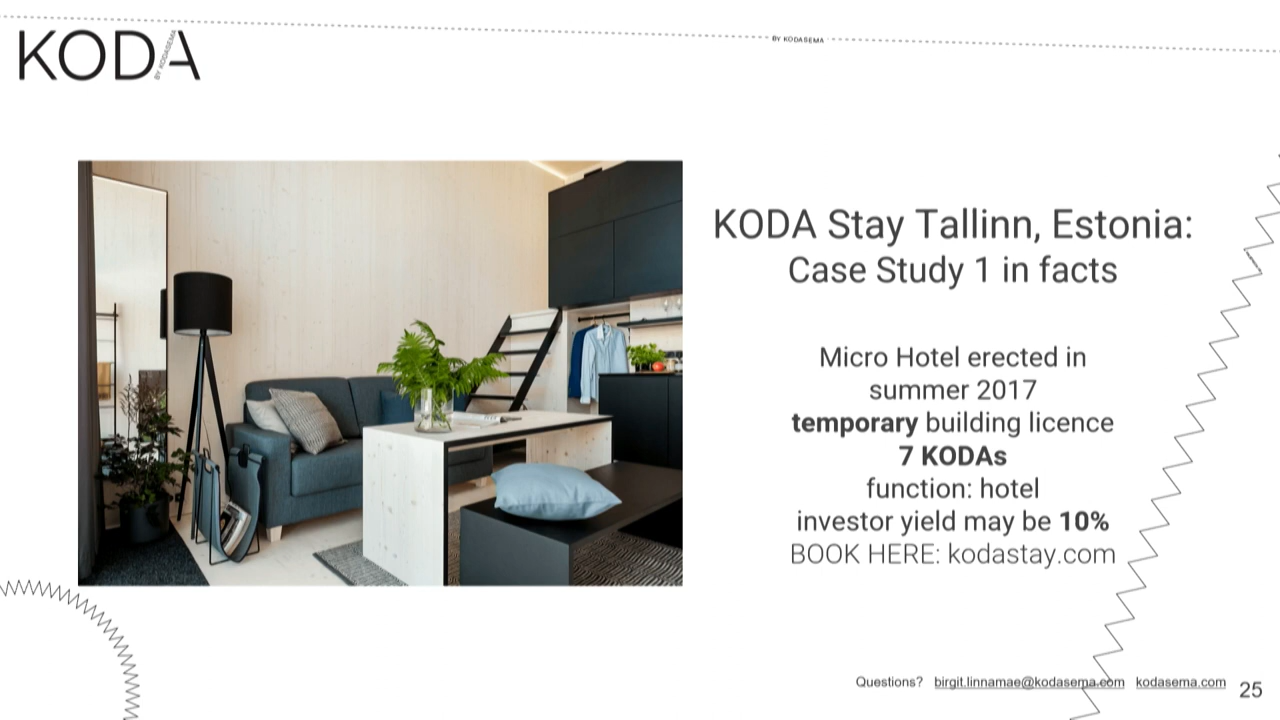 BY KODASEMA
KODA
BY KODASEMA
KODA Stay Tallinn, Estonia:
Case Study 1 in facts
Micro Hotel erected in
summer 2017
temporary building licence
7 KODAs
function: hotel
investor yield may be 10%
BOOK HERE: kodastay.com
Questions? birgit.linnamae@kodasema.com kodasema.com
25